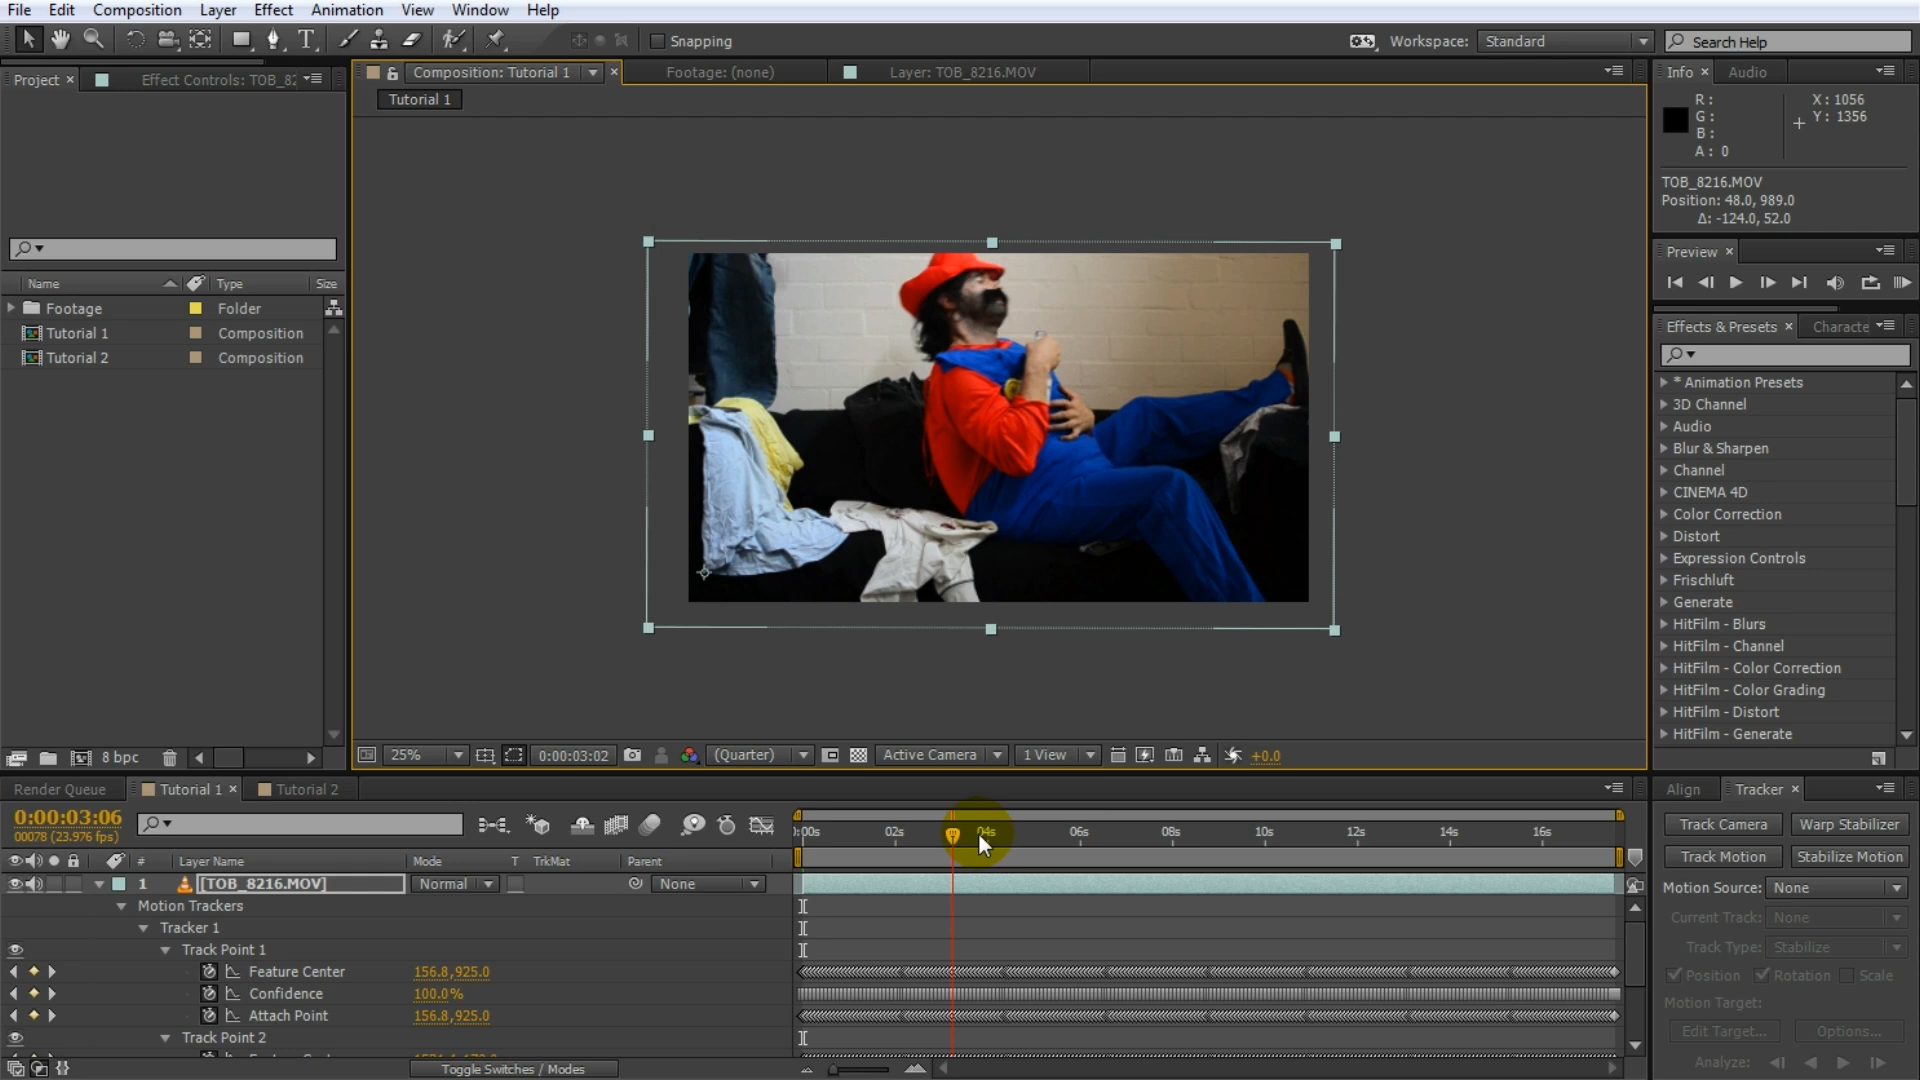 File Edit Composition Layer Effect Animation View Window Help
Snapping
Workspace: Standard
Search Help
Project × Effect Controls: TOB_82
Composition: Tutorial 1 × Footage: (none) Layer: TOB_8216.MOV
Tutorial 1
Info × Audio
R :
G :
B :
A : 0
X : 1056
Y : 1356
TOB_8216.MOV
Position: 48.0, 989.0
Δ: -124.0, 52.0
Preview ×
Name Type Size
Footage Folder
Tutorial 1 Composition
Tutorial 2 Composition
Effects & Presets × Characte
* Animation Presets
3D Channel
Audio
Blur & Sharpen
Channel
CINEMA 4D
Color Correction
Distort
Expression Controls
Frischluft
Generate
HitFilm - Blurs
HitFilm - Channel
HitFilm - Color Correction
HitFilm - Color Grading
HitFilm - Distort
HitFilm - Generate
8 bpc
25% 0:00:03:02 (Quarter) Active Camera 1 View +0.0
Render Queue Tutorial 1 × Tutorial 2
0:00:03:06
00078 (23.976 fps)
):00s 02s 04s 06s 08s 10s 12s 14s 16s
# Layer Name Mode T TrkMat Parent
1 [TOB_8216.MOV] Normal None
Motion Trackers
Tracker 1
Track Point 1
Feature Center 156.8,925.0
Confidence 100.0%
Attach Point 156.8,925.0
Track Point 2
Toggle Switches / Modes
Align Tracker ×
Track Camera Warp Stabilizer
Track Motion Stabilize Motion
Motion Source: None
Current Track: None
Track Type: Stabilize
Position Rotation Scale
Motion Target:
Edit Target... Options...
Analyze: